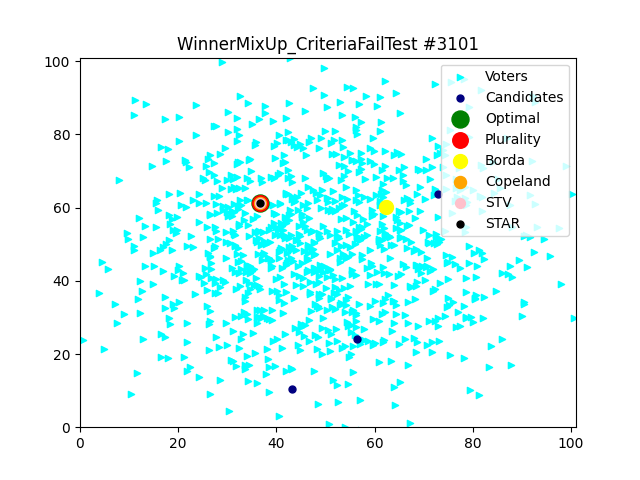 WinnerMixUp_CriteriaFailTest #3101
Voters
Candidates
Optimal
Plurality
Borda
Copeland
STV
STAR
100
80
60
40
20
0
0 20 40 60 80 100